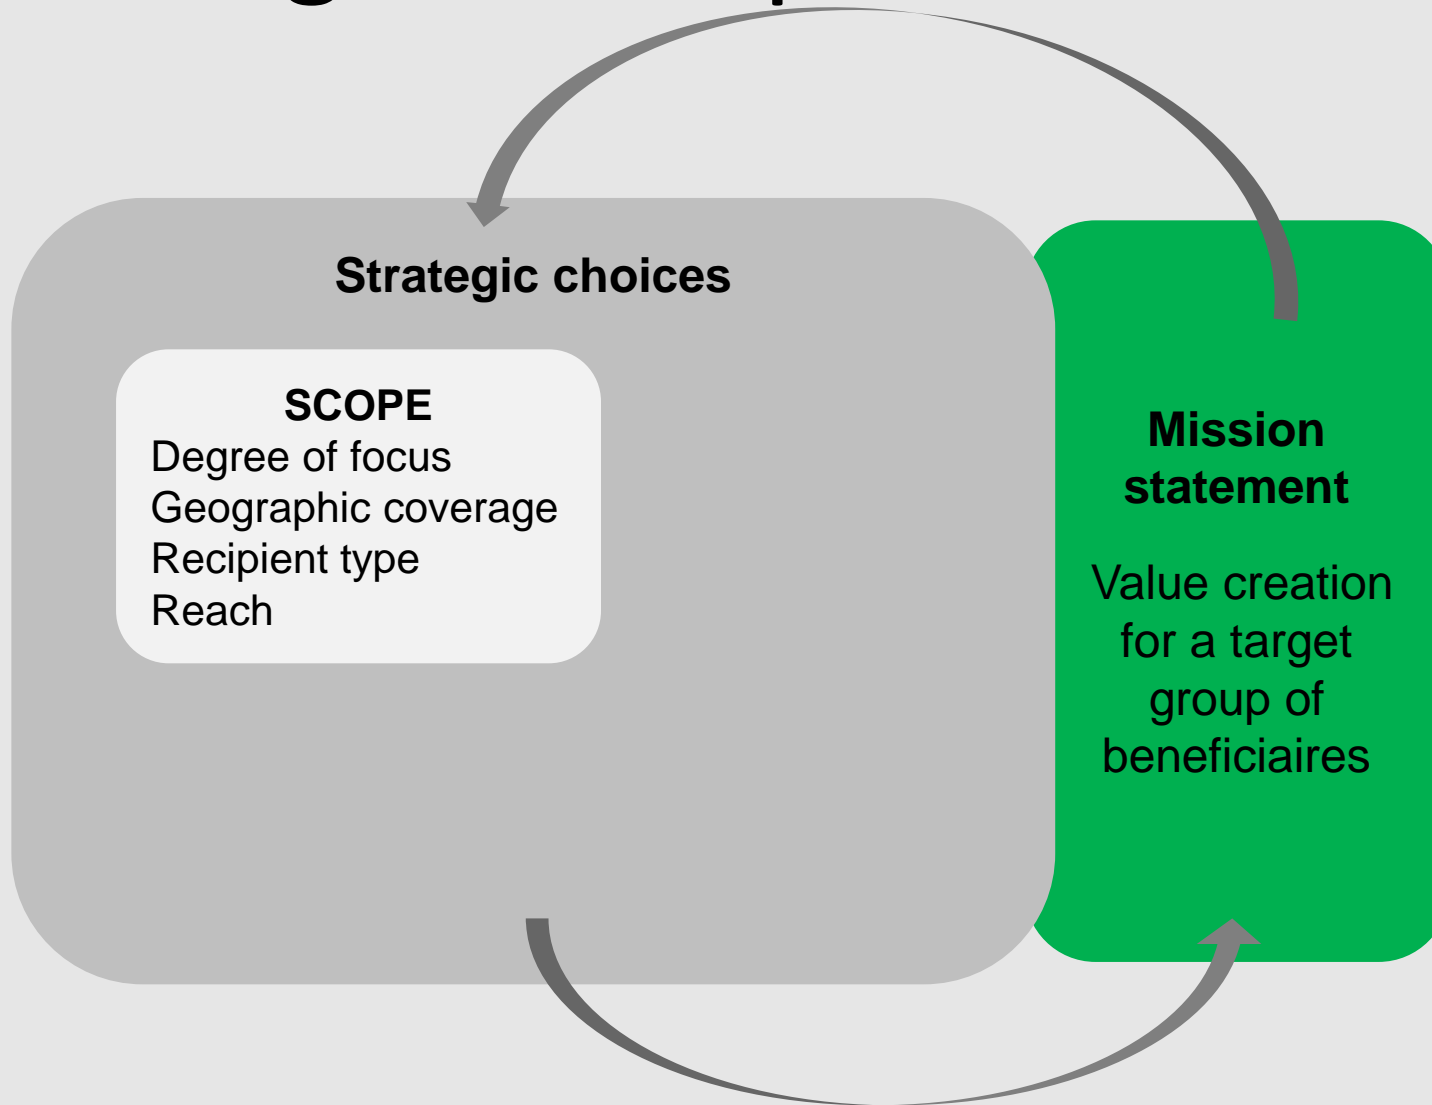 Strategic choices
SCOPE
Degree of focus
Geographic coverage
Recipient type
Reach
Mission
statement
Value creation
for a target
group of
beneficiaires